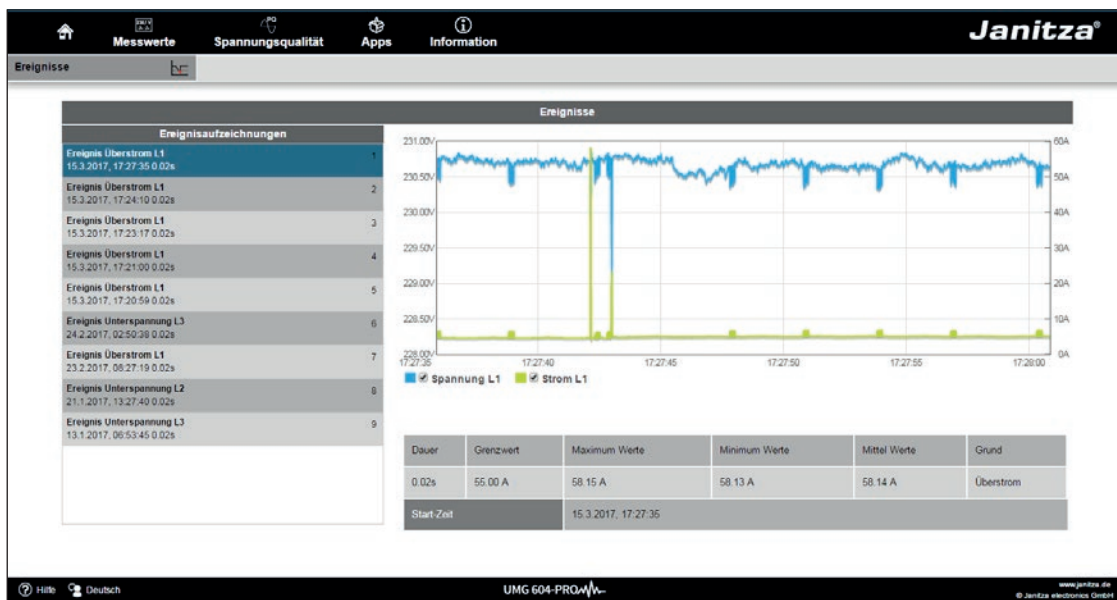 Messwerte
Spannungsqualität
Apps
Information
Janitza®
Ereignisse
Ereignisse
Ereignisaufzeichnungen
Ereignis Überstrom L1 1
15.3.2017, 17:27:35 0.02s
Ereignis Überstrom L1 2
15.3.2017, 17:24:10 0.02s
Ereignis Überstrom L1 3
15.3.2017, 17:23:17 0.02s
Ereignis Überstrom L1 4
15.3.2017, 17:21:00 0.02s
Ereignis Überstrom L1 5
15.3.2017, 17:20:59 0.02s
Ereignis Unterspannung L3 6
24.2.2017, 02:50:38 0.02s
Ereignis Überstrom L1 7
23.2.2017, 06:27:19 0.02s
Ereignis Unterspannung L2 8
21.1.2017, 13:27:40 0.02s
Ereignis Unterspannung L3 9
13.1.2017, 06:53:45 0.02s
231.00V 60A
230.50V 50A
230.00V 40A
229.50V 30A
229.00V 20A
228.50V 10A
228.00V 0A
17:27:35 17:27:40 17:27:45 17:27:50 17:27:55 17:28:00
Spannung L1 Strom L1
Dauer Grenzwert Maximum Werte Minimum Werte Mittel Werte Grund
0.02s 55.00 A 58.15 A 58.13 A 58.14 A Überstrom
Start-Zeit 15.3.2017, 17:27:35
Hilfe Deutsch
UMG 604-PRO
www.janitza.de
© Janitza electronics GmbH